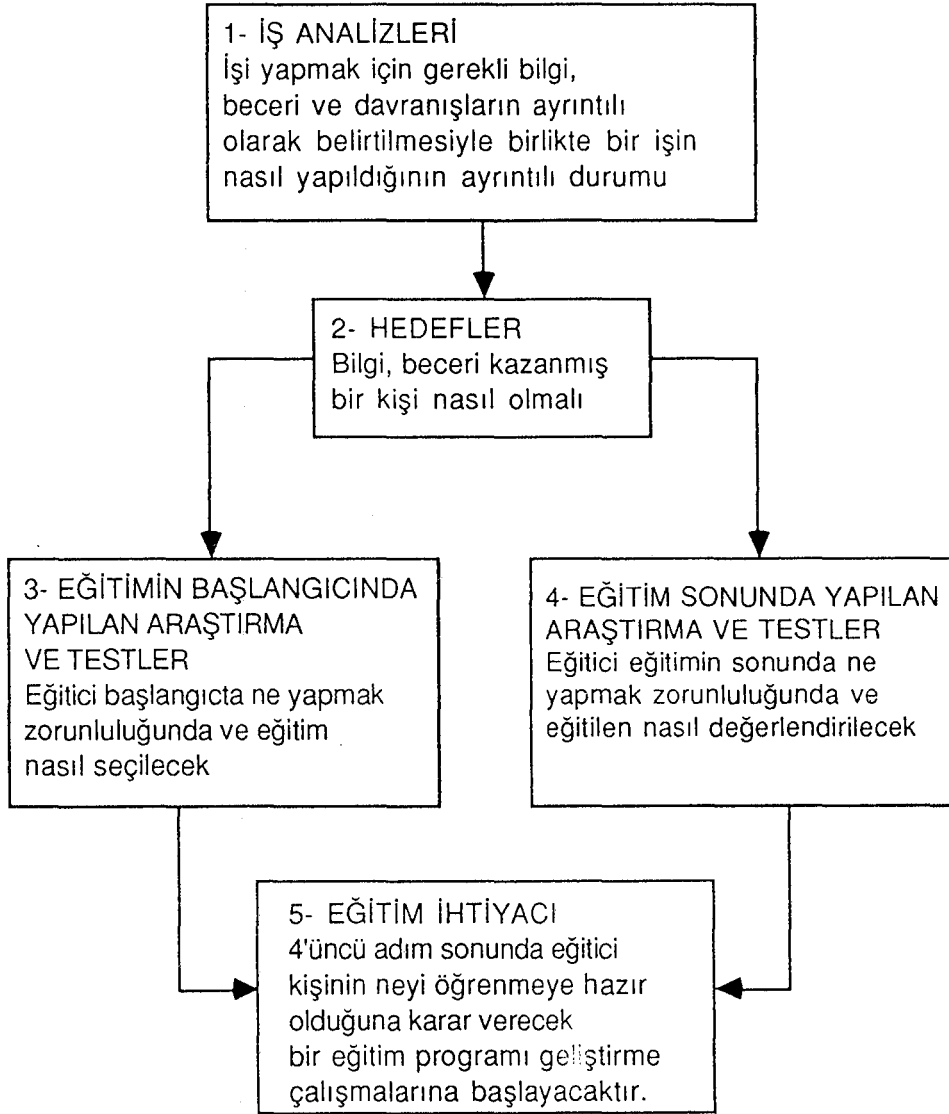 1- İŞ ANALİZLERİ
İşi yapmak için gerekli bilgi,
beceri ve davranışların ayrıntılı
olarak belirtilmesiyle birlikte bir işin
nasıl yapıldığının ayrıntılı durumu
2- HEDEFLER
Bilgi, beceri kazanmış
bir kişi nasıl olmalı
3- EĞİTİMİN BAŞLANGICINDA
YAPILAN ARAŞTIRMA
VE TESTLER
Eğitici başlangıcta ne yapmak
zorunluluğunda ve eğitim
nasıl seçilecek
4- EĞİTİM SONUNDA YAPILAN
ARAŞTIRMA VE TESTLER
Eğitici eğitimin sonunda ne
yapmak zorunluluğunda ve
eğitilen nasıl değerlendirilecek
5- EĞİTİM İHTİYACI
4'üncü adım sonunda eğitici
kişinin neyi öğrenmeye hazır
olduğuna karar verecek
bir eğitim programı geliştirme
çalışmalarına başlayacaktır.